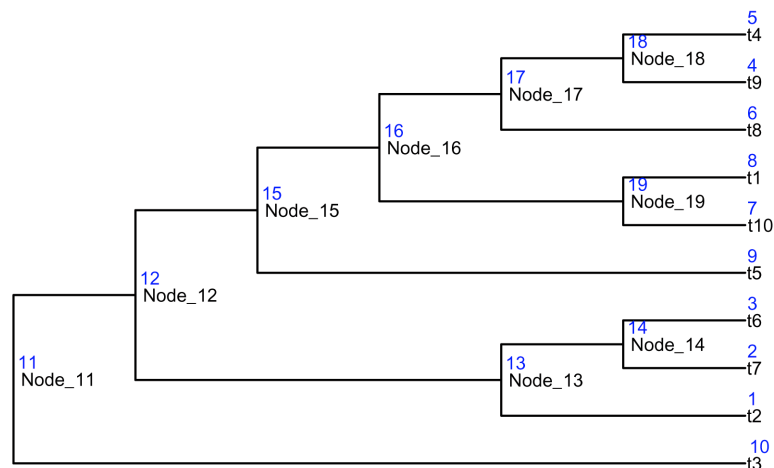 5
t4
18
Node_18
4
t9
17
Node_17
6
t8
16
Node_16
8
t1
19
Node_19
7
t10
15
Node_15
9
t5
12
Node_12
3
t6
14
Node_14
2
t7
13
Node_13
1
t2
11
Node_11
10
t3